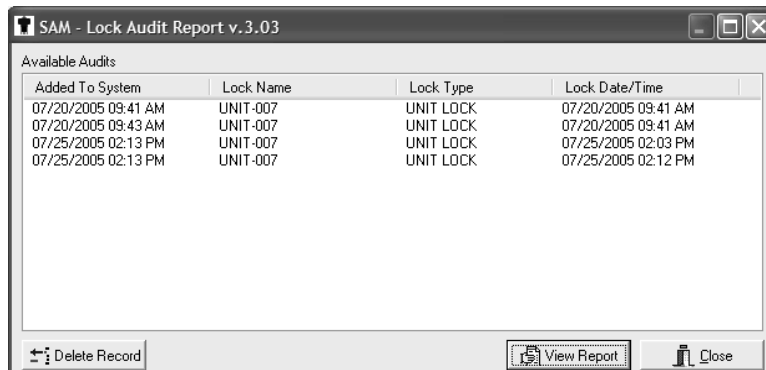 SAM - Lock Audit Report v.3.03
Available Audits
Added To System Lock Name Lock Type Lock Date/Time
07/20/2005 09:41 AM UNIT-007 UNIT LOCK 07/20/2005 09:41 AM
07/20/2005 09:43 AM UNIT-007 UNIT LOCK 07/20/2005 09:41 AM
07/25/2005 02:13 PM UNIT-007 UNIT LOCK 07/25/2005 02:03 PM
07/25/2005 02:13 PM UNIT-007 UNIT LOCK 07/25/2005 02:12 PM
Delete Record View Report Close